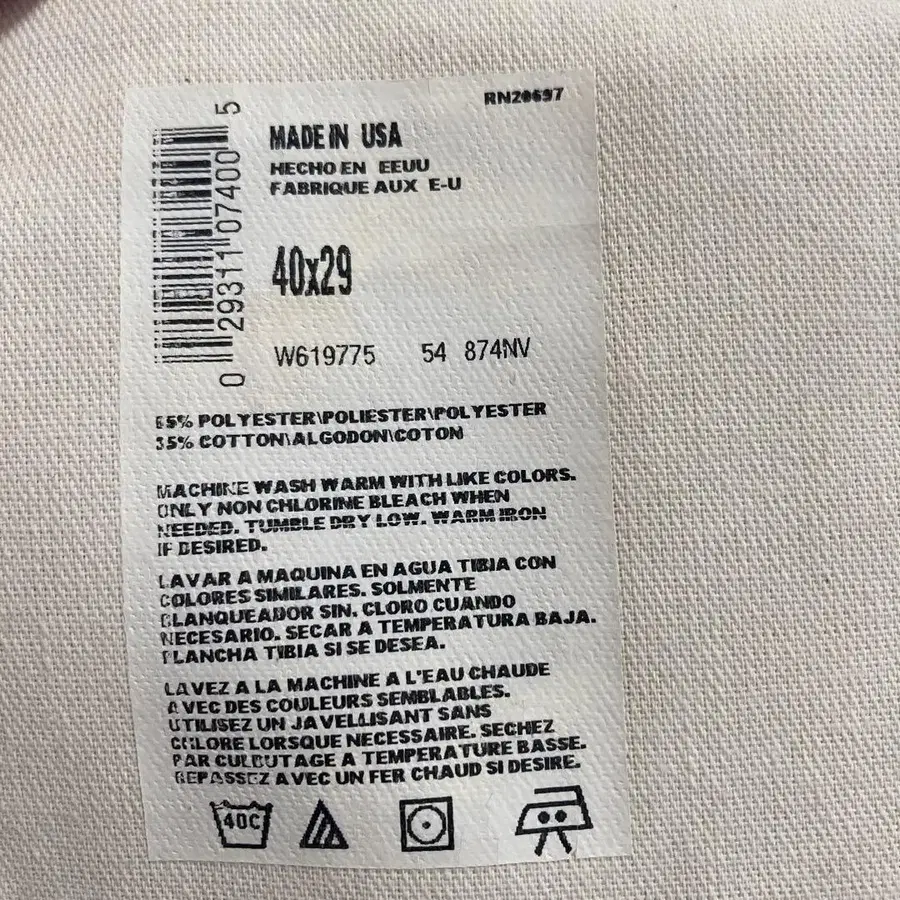 RN20697
0 29311 07400 5
MADE IN USA
HECHO EN EEUU
FABRIQUE AUX E-U
40x29
W619775 54 874NV
65% POLYESTER\POLIESTER\POLYESTER
35% COTTON\ALGODON\COTON
MACHINE WASH WARM WITH LIKE COLORS.
ONLY NON CHLORINE BLEACH WHEN
NEEDED. TUMBLE DRY LOW. WARM IRON
IF DESIRED.
LAVAR A MAQUINA EN AGUA TIBIA CON
COLORES SIMILARES. SOLMENTE
BLANQUEADOR SIN. CLORO CUANDO
NECESARIO. SECAR A TEMPERATURA BAJA.
PLANCHA TIBIA SI SE DESEA.
LAVEZ A LA MACHINE A L'EAU CHAUDE
AVEC DES COULEURS SEMBLABLES.
UTILISEZ UN JAVELLISANT SANS
CHLORE LORSQUE NECESSAIRE. SECHEZ
PAR CULBUTAGE A TEMPERATURE BASSE.
REPASSEZ AVEC UN FER CHAUD SI DESIRE.
40C